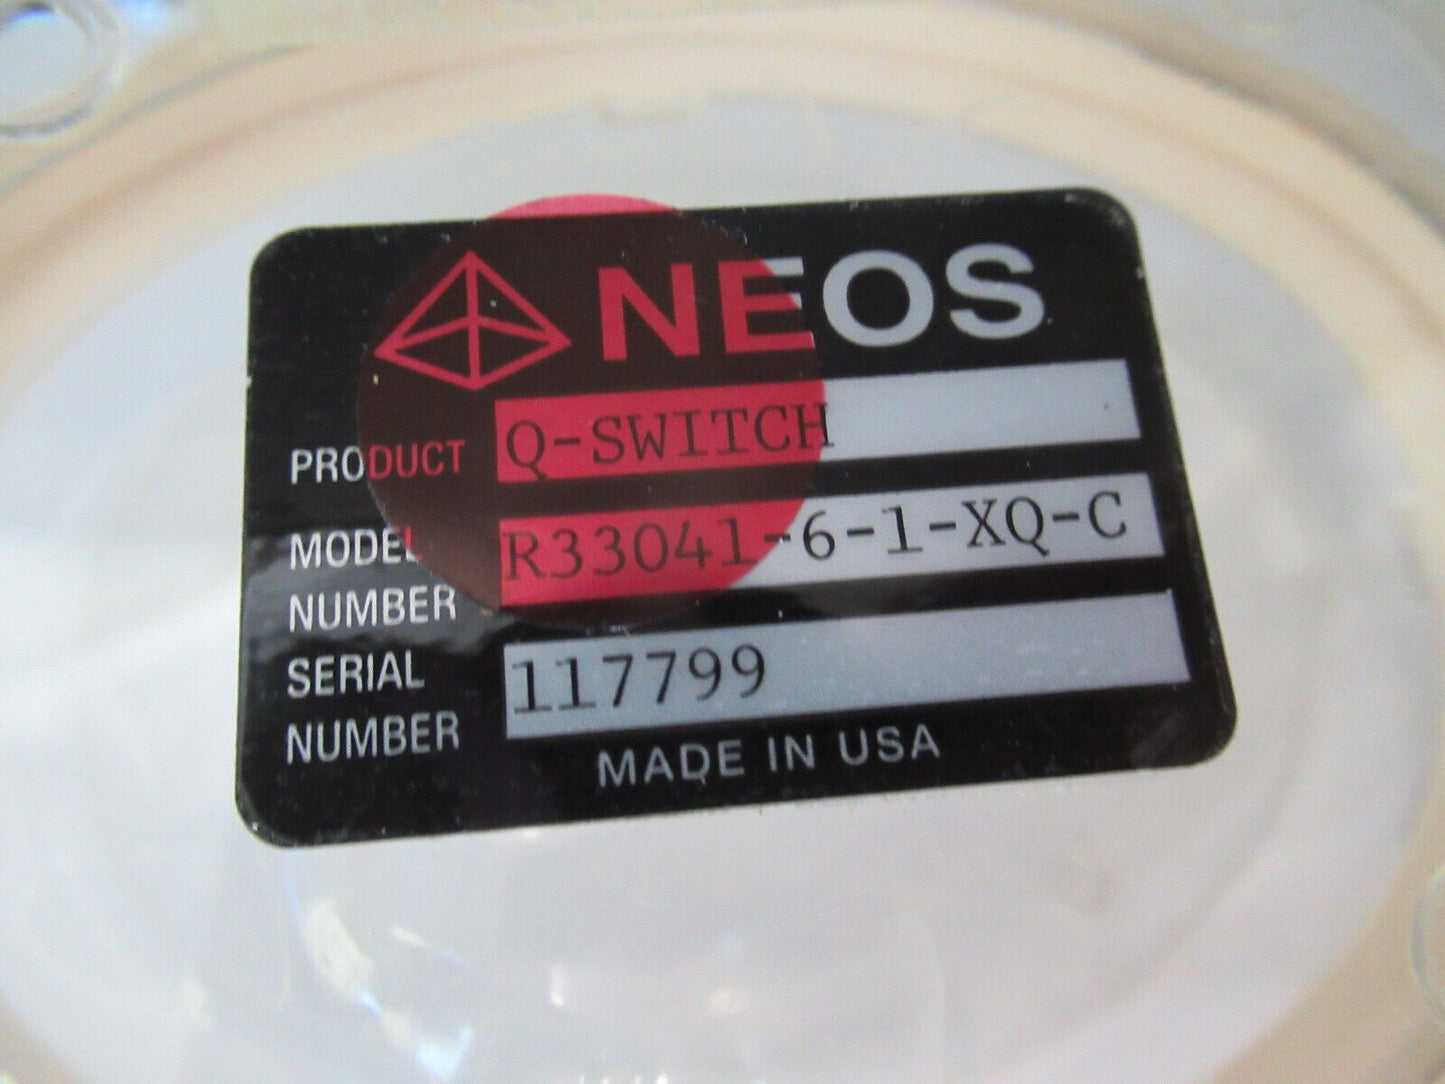 NEOS
PRODUCT Q-SWITCH
MODEL NUMBER R33041-6-1-XQ-C
SERIAL NUMBER 117799
MADE IN USA